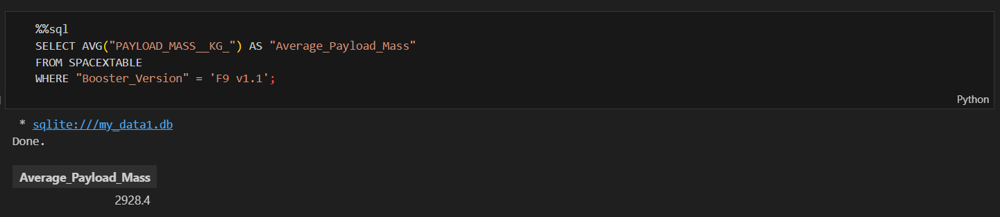 %%sql
SELECT AVG("PAYLOAD_MASS__KG_") AS "Average_Payload_Mass"
FROM SPACEXTABLE
WHERE "Booster_Version" = 'F9 v1.1';
Python
* sqlite:///my_data1.db
Done.
Average_Payload_Mass
2928.4